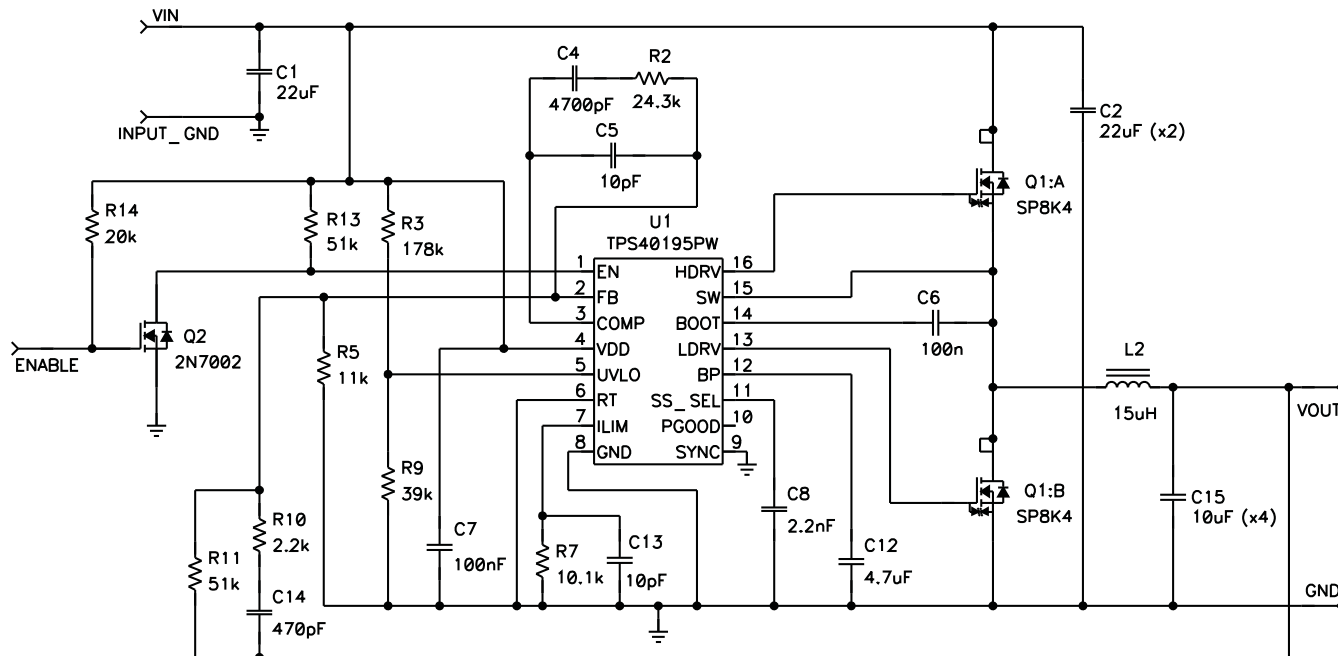 VIN
C1
22uF
INPUT_GND
C4
4700pF
R2
24.3k
C5
10pF
C2
22uF (x2)
R14
20k
R13
51k
R3
178k
U1
TPS40195PW
Q1:A
SP8K4
1 EN
2 FB
3 COMP
4 VDD
5 UVLO
6 RT
7 ILIM
8 GND
HDRV 16
SW 15
BOOT 14
LDRV 13
BP 12
SS_SEL 11
PGOOD 10
SYNC 9
C6
100n
Q2
2N7002
ENABLE
R5
11k
L2
15uH
VOUT
R9
39k
C7
100nF
R7
10.1k
C13
10pF
C8
2.2nF
C12
4.7uF
Q1:B
SP8K4
C15
10uF (x4)
R10
2.2k
R11
51k
C14
470pF
GND